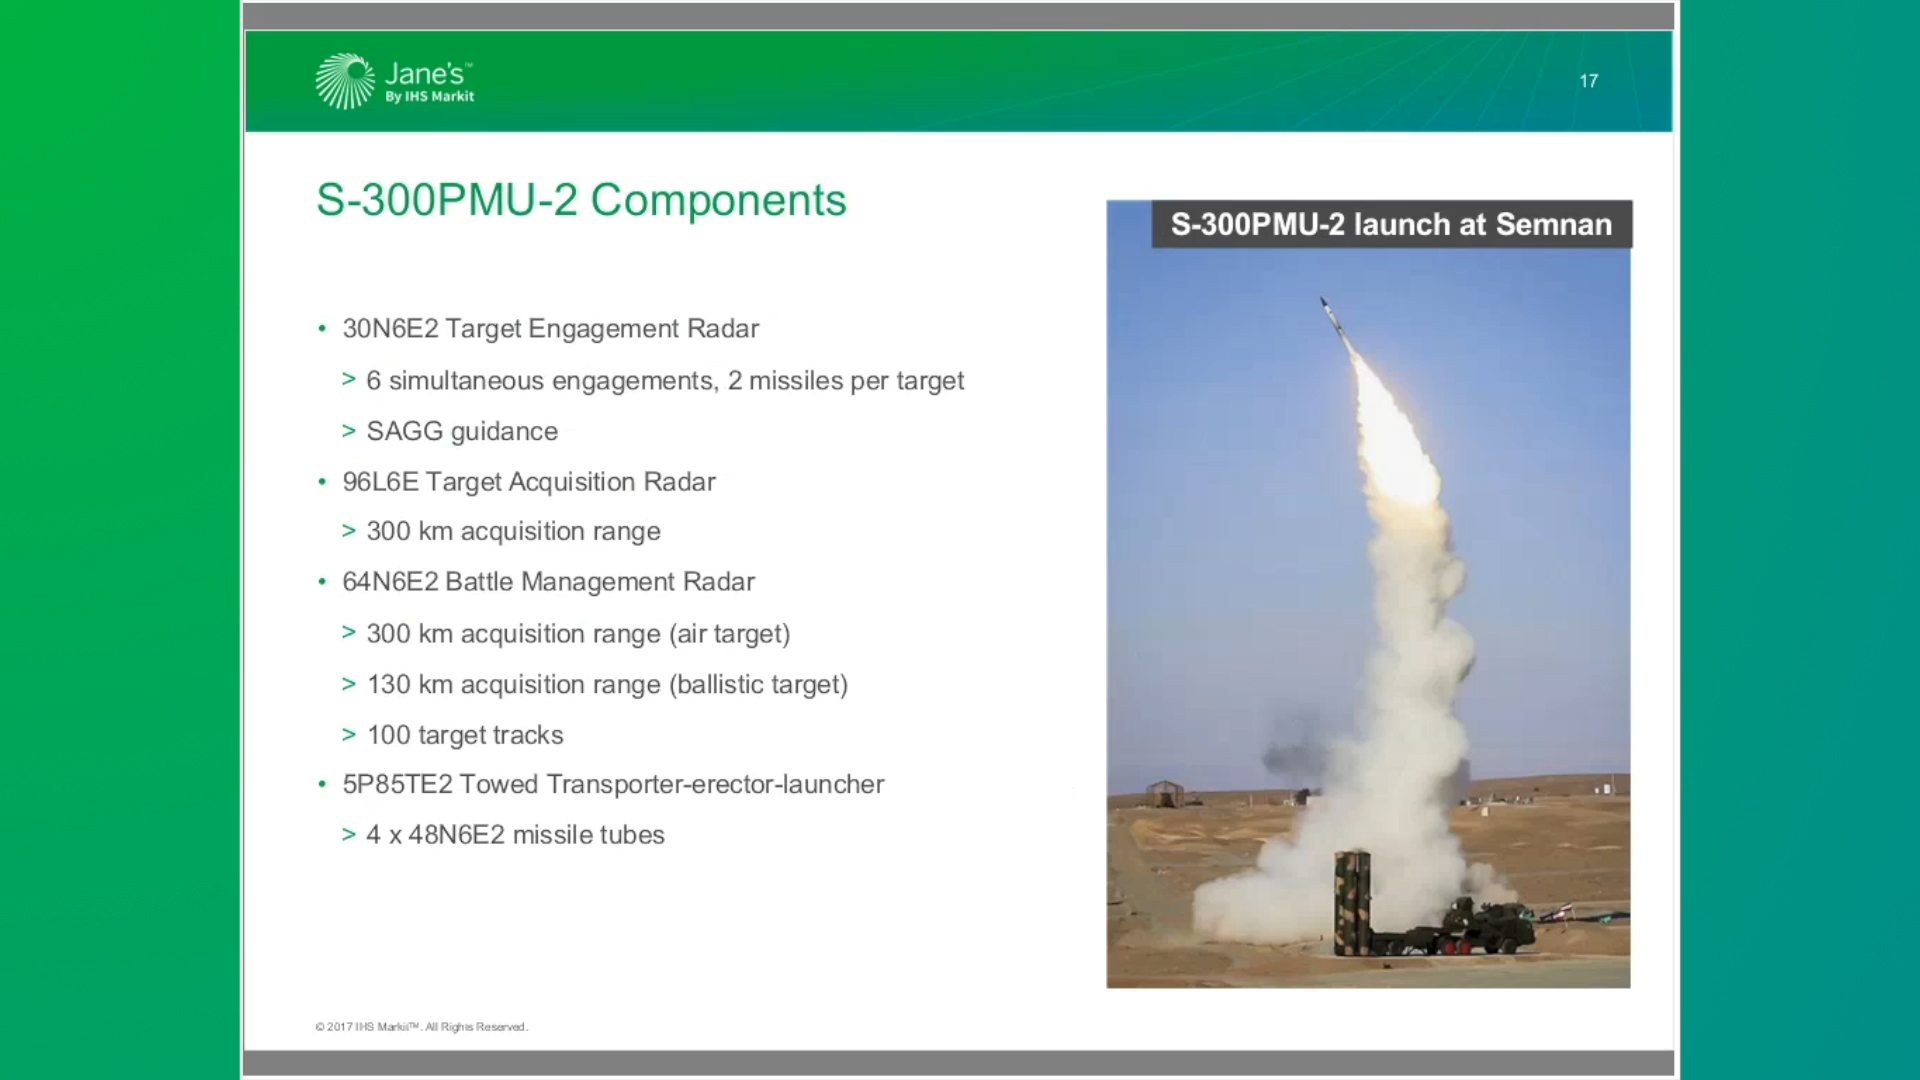 Jane's™
By IHS Markit
17
S-300PMU-2 Components
S-300PMU-2 launch at Semnan
• 30N6E2 Target Engagement Radar
> 6 simultaneous engagements, 2 missiles per target
> SAGG guidance
• 96L6E Target Acquisition Radar
> 300 km acquisition range
• 64N6E2 Battle Management Radar
> 300 km acquisition range (air target)
> 130 km acquisition range (ballistic target)
> 100 target tracks
• 5P85TE2 Towed Transporter-erector-launcher
> 4 x 48N6E2 missile tubes
© 2017 IHS Markit™. All Rights Reserved.